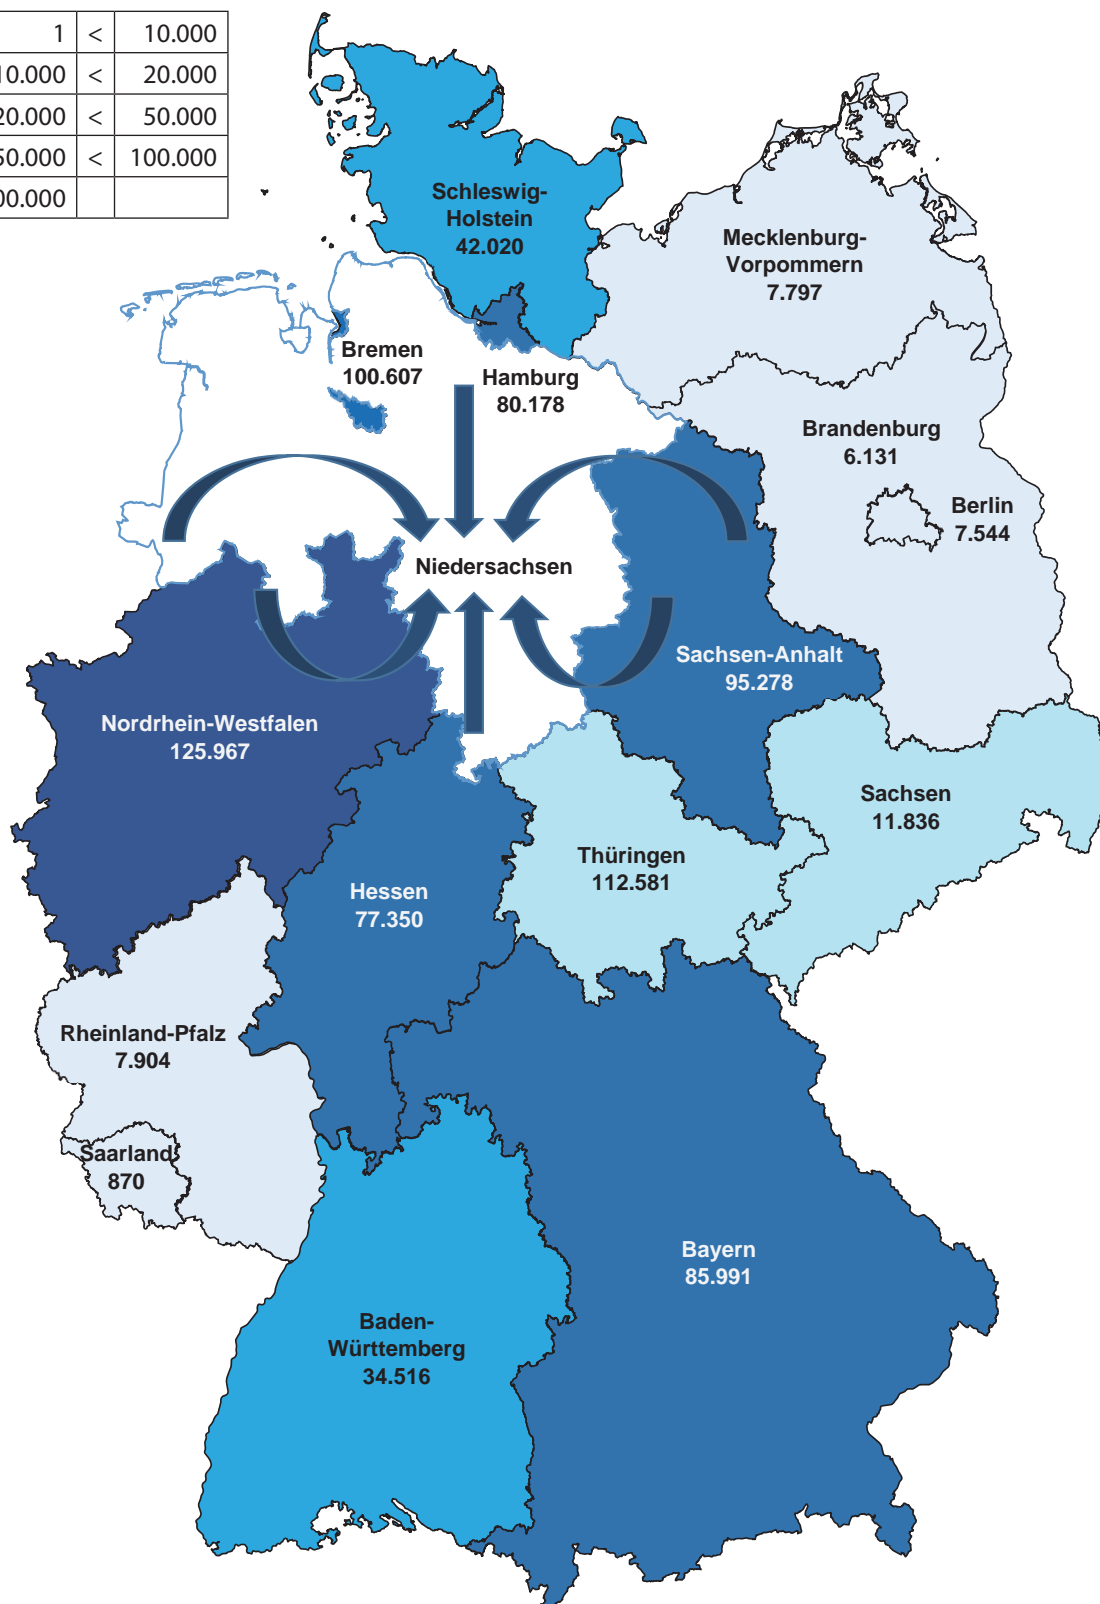 1 < 10.000
10.000 < 20.000
20.000 < 50.000
50.000 < 100.000
00.000
Schleswig-
Holstein
42.020
Mecklenburg-
Vorpommern
7.797
Bremen
100.607
Hamburg
80.178
Brandenburg
6.131
Berlin
7.544
Niedersachsen
Sachsen-Anhalt
95.278
Nordrhein-Westfalen
125.967
Sachsen
11.836
Thüringen
112.581
Hessen
77.350
Rheinland-Pfalz
7.904
Saarland
870
Bayern
85.991
Baden-
Württemberg
34.516